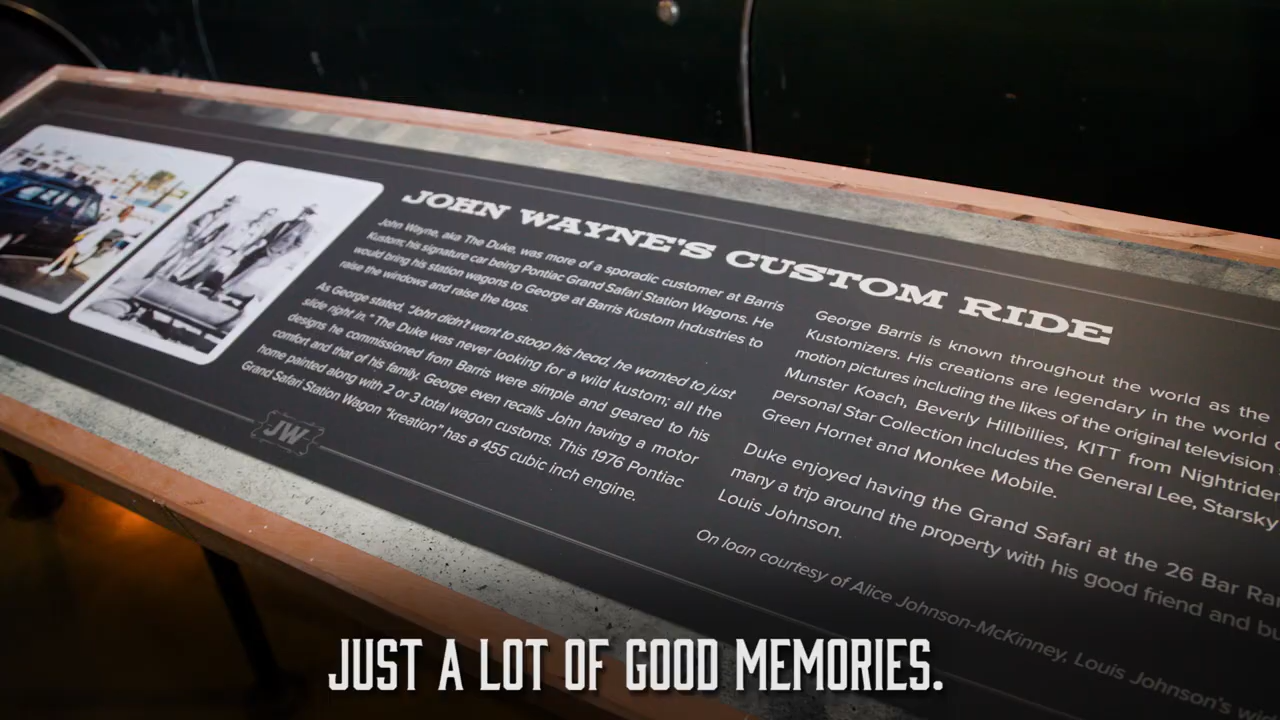 JOHN WAYNE'S CUSTOM RIDE
John Wayne, aka The Duke, was more of a sporadic customer at Barris
Kustom; his signature car being Pontiac Grand Safari Station Wagons. He
would bring his station wagons to George at Barris Kustom Industries to
raise the windows and raise the tops.
As George stated, "John didn't want to stoop his head, he wanted to just
slide right in." The Duke was never looking for a wild kustom; all the
designs he commissioned from Barris were simple and geared to his
comfort and that of his family. George even recalls John having a motor
home painted along with 2 or 3 total wagon customs. This 1976 Pontiac
Grand Safari Station Wagon "kreation" has a 455 cubic inch engine.
George Barris is known throughout the world as the
Kustomizers. His creations are legendary in the world
motion pictures including the likes of the original television
Munster Koach, Beverly Hillbillies, KITT from Nightrider
personal Star Collection includes the General Lee, Starsky
Green Hornet and Monkee Mobile.
Duke enjoyed having the Grand Safari at the 26 Bar
many a trip around the property with his good friend and
Louis Johnson.
On loan courtesy of Alice Johnson-McKinney, Louis Johnson's
JW
JUST A LOT OF GOOD MEMORIES.